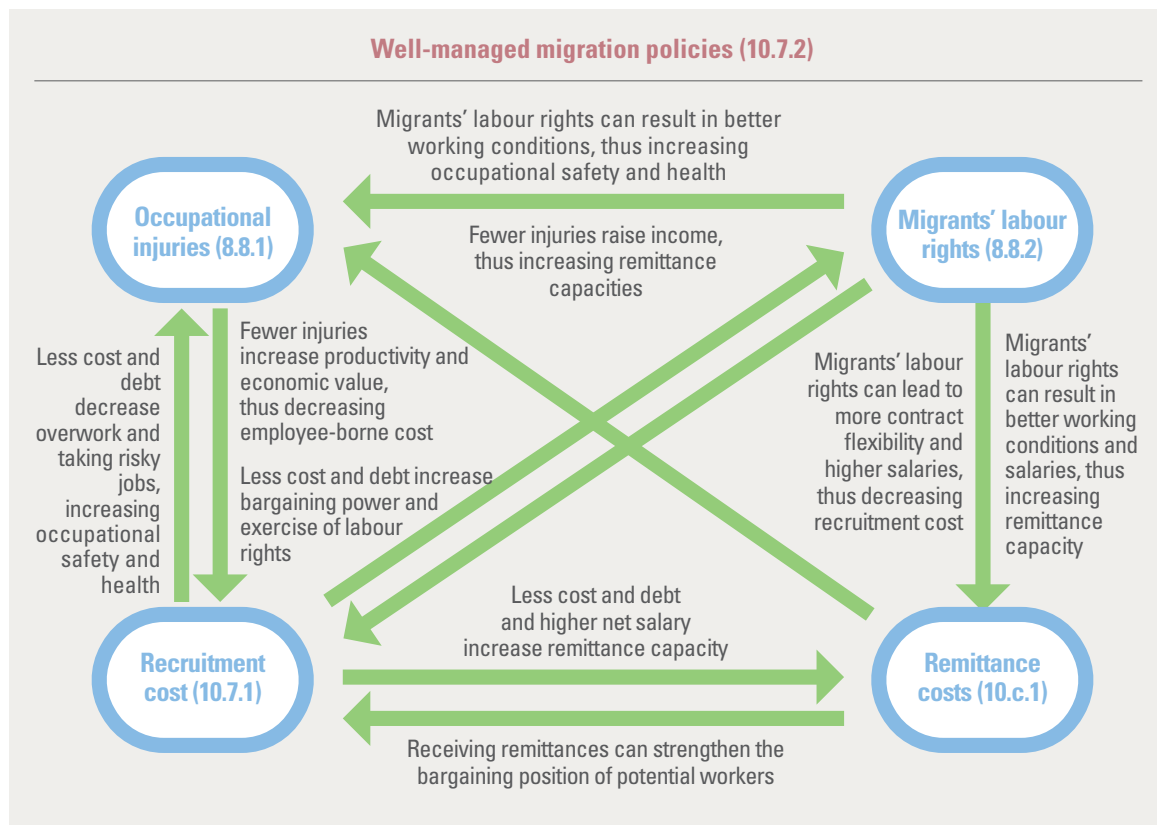 Well-managed migration policies (10.7.2)
Migrants’ labour rights can result in better
working conditions, thus increasing
occupational safety and health
Occupational
injuries (8.8.1)
Migrants’ labour
rights (8.8.2)
Fewer injuries raise income,
thus increasing remittance
capacities
Less cost and
debt
decrease
overwork and
taking risky
jobs,
increasing
occupational
safety and
health
Fewer injuries
increase productivity and
economic value,
thus decreasing
employee-borne cost
Less cost and debt increase
bargaining power and
exercise of labour
rights
Migrants’ labour
rights can lead to
more contract
flexibility and
higher salaries,
thus decreasing
recruitment cost
Migrants’
labour rights
can result in
better working
conditions and
salaries, thus
increasing
remittance
capacity
Less cost and debt
and higher net salary
increase remittance capacity
Recruitment
cost (10.7.1)
Remittance
costs (10.c.1)
Receiving remittances can strengthen the
bargaining position of potential workers